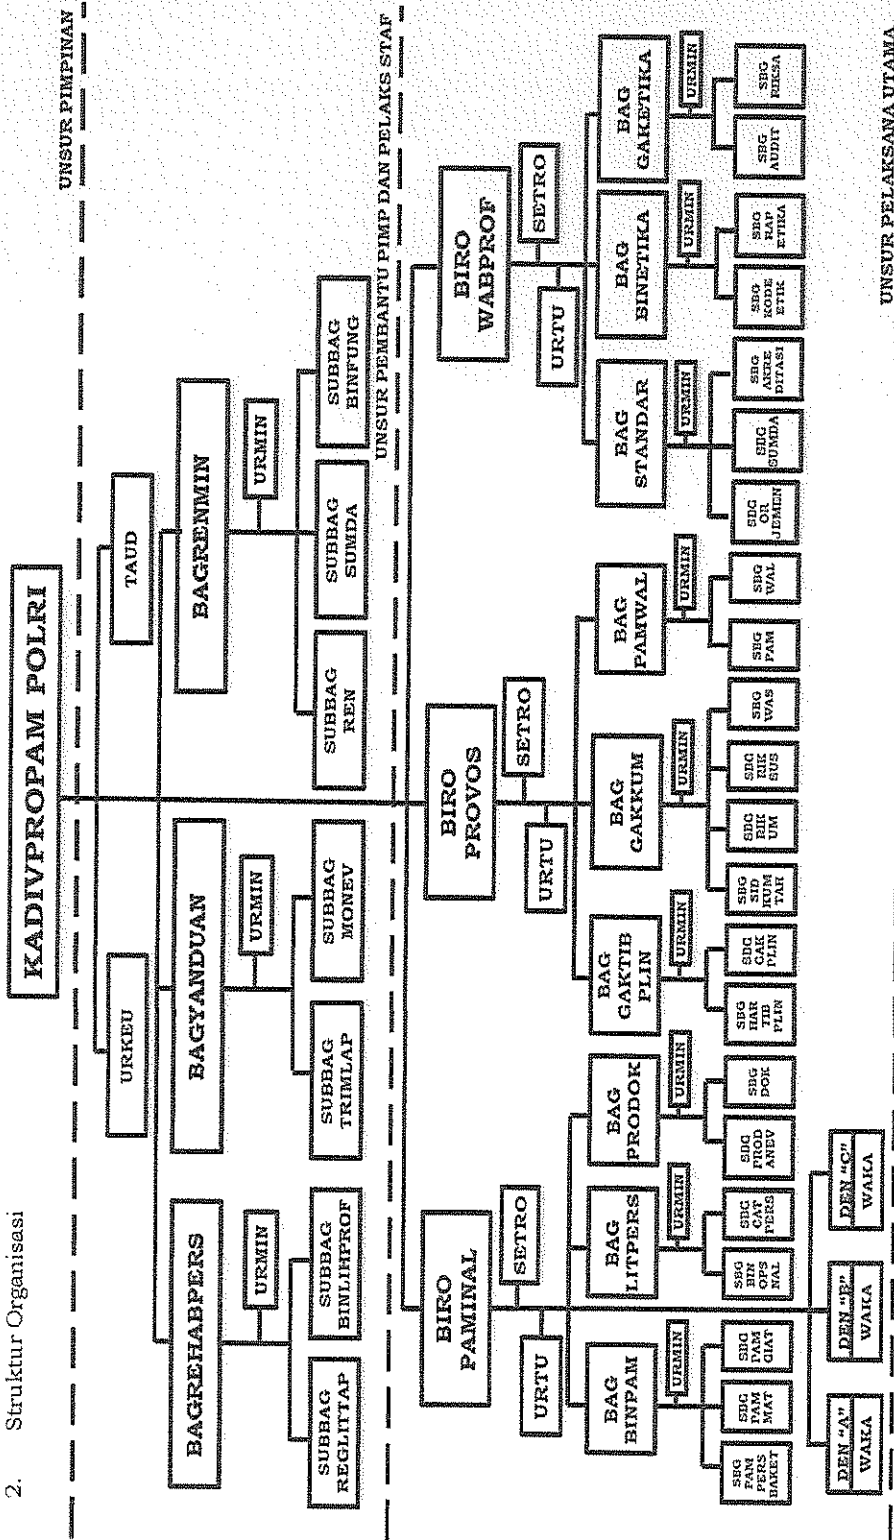 2. Struktur Organisasi
KADIVPROPAM POLRI
UNSUR PIMPINAN
URKEU
TAUD
BAGREHABPERS
BAGYANDUAN
BAGRENMIN
URMIN
URMIN
URMIN
SUBBAG
REGLITTAP
SUBBAG
BINLIHPROF
SUBBAG
TRIMLAP
SUBBAG
MONEV
SUBBAG
REN
SUBBAG
SUMDA
SUBBAG
BINFUNG
UNSUR PEMBANTU PIMP DAN PELAKS STAF
BIRO
PAMINAL
BIRO
PROVOS
BIRO
WABPROF
SETRO
SETRO
SETRO
URTU
URTU
URTU
BAG
BINPAM
BAG
LITPERS
BAG
PRODOK
BAG
GAKTIB
PLIN
BAG
GAKKUM
BAG
PAMWAL
BAG
STANDAR
BAG
BINETIKA
BAG
GAKETIKA
URMIN
URMIN
URMIN
URMIN
URMIN
URMIN
URMIN
URMIN
URMIN
SBG
PAM
PERS
BAKET
SBG
PAM
MAT
SBG
PAM
GIAT
SBG
BIN
OPS
NAL
SBG
CAT
PERS
SBG
PROD
ANEV
SBG
DOK
SBG
HAR
TIB
PLIN
SBG
GAK
PLIN
SBG
SID
KUM
TAH
SBG
RIK
UM
SBG
RIK
SUS
SBG
WAS
SBG
PAM
SBG
WAL
SBG
OR
JEMEN
SBG
SUMDA
SBG
AKRE
DITASI
SBG
KODE
ETIK
SBG
RAP
ETIKA
SBG
AUDIT
SBG
RIKSA
DEN "A"
WAKA
DEN "B"
WAKA
DEN "C"
WAKA
UNSUR PELAKSANA UTAMA